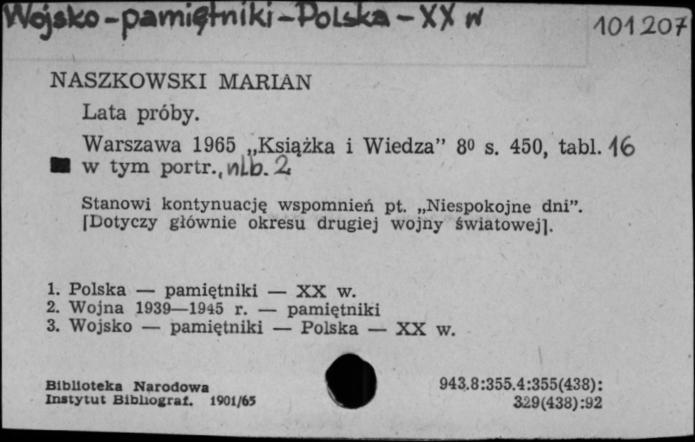 Wojsko - pamiętniki - Polska - XX w
101207
NASZKOWSKI MARIAN
Lata próby.
Warszawa 1965 „Książka i Wiedza” 8⁰ s. 450, tabl. 16
w tym portr., nlb. 2
Stanowi kontynuację wspomnień pt. „Niespokojne dni”.
[Dotyczy głównie okresu drugiej wojny światowej].
1. Polska — pamiętniki — XX w.
2. Wojna 1939—1945 r. — pamiętniki
3. Wojsko — pamiętniki — Polska — XX w.
Biblioteka Narodowa
Instytut Bibliograf. 1901/65
943.8:355.4:355(438):
329(438):92